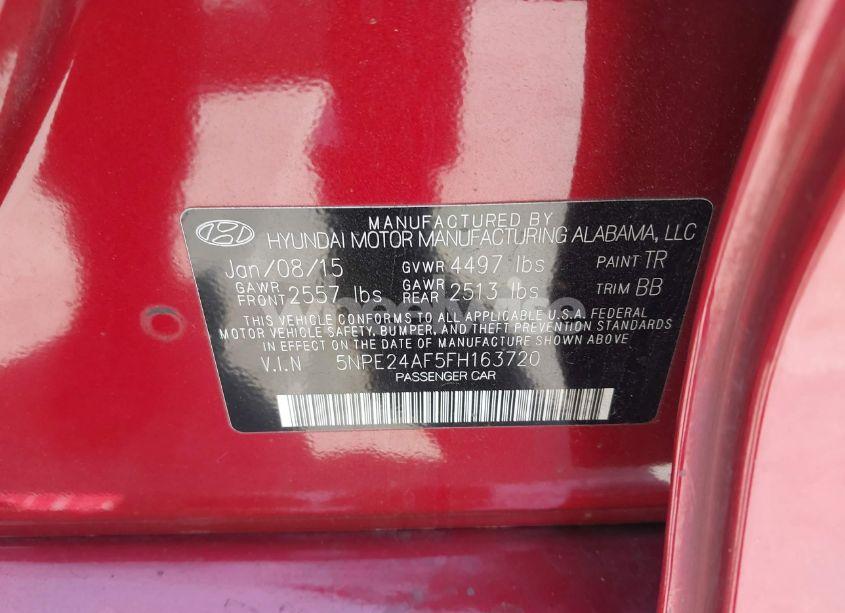 MANUFACTURED BY
HYUNDAI MOTOR MANUFACTURING ALABAMA, LLC
Jan/08/15 GVWR 4497 lbs PAINT TR
GAWR FRONT 2557 lbs GAWR REAR 2513 lbs TRIM BB
THIS VEHICLE CONFORMS TO ALL APPLICABLE U.S.A. FEDERAL
MOTOR VEHICLE SAFETY, BUMPER, AND THEFT PREVENTION STANDARDS
IN EFFECT ON THE DATE OF MANUFACTURE SHOWN ABOVE.
V.I.N 5NPE24AF5FH163720
PASSENGER CAR